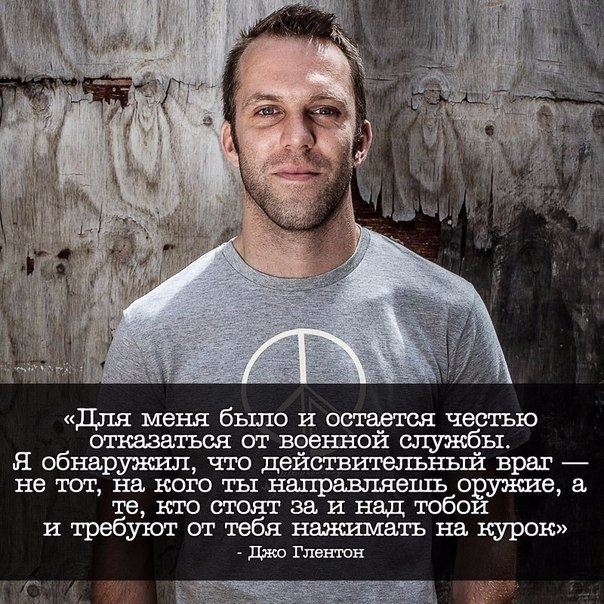 «Для меня было и остается честью
отказаться от военной службы.
Я обнаружил, что действительный враг —
не тот, на кого ты направляешь оружие, а
те, кто стоят за и над тобой
и требуют от тебя нажимать на курок»
- Джо Глентон